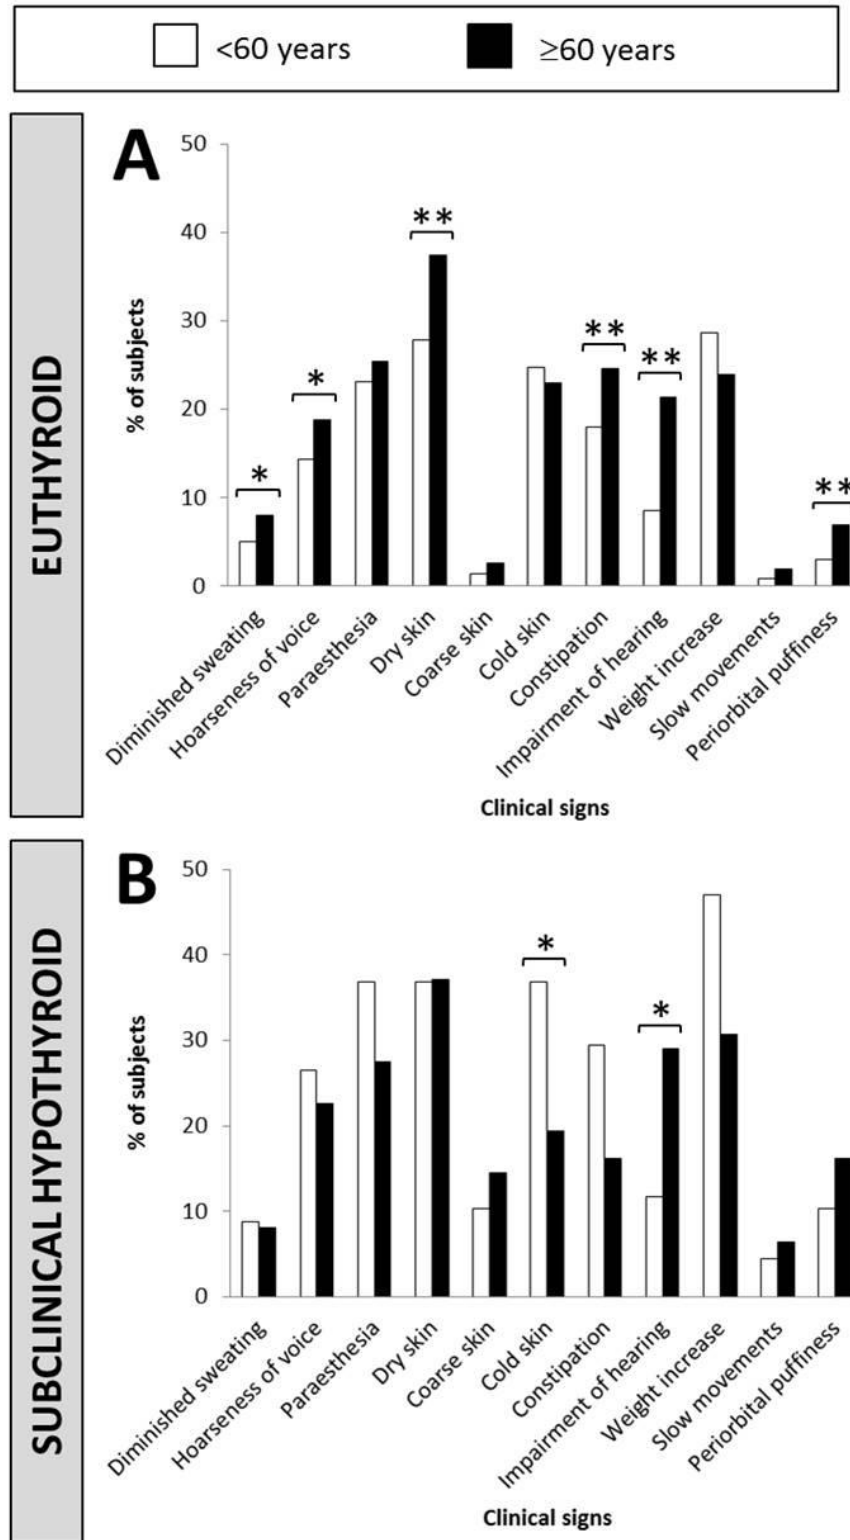 <60 years
≥60 years
EUTHYROID
A
% of subjects
50
40
30
20
10
0
*
*
**
**
**
**
Diminished sweating
Hoarseness of voice
Paraesthesia
Dry skin
Coarse skin
Cold skin
Constipation
Impairment of hearing
Weight increase
Slow movements
Periorbital puffiness
Clinical signs
SUBCLINICAL HYPOTHYROID
B
% of subjects
50
40
30
20
10
0
*
*
Diminished sweating
Hoarseness of voice
Paraesthesia
Dry skin
Coarse skin
Cold skin
Constipation
Impairment of hearing
Weight increase
Slow movements
Periorbital puffiness
Clinical signs